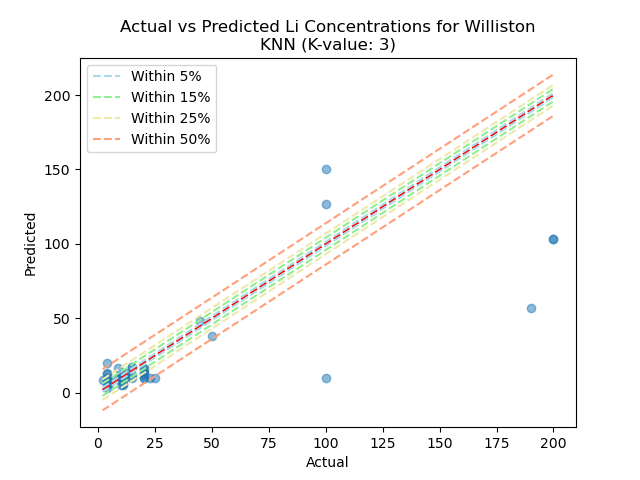 Actual vs Predicted Li Concentrations for Williston
KNN (K-value: 3)
Within 5%
Within 15%
Within 25%
Within 50%
200
150
100
50
0
Predicted
0
25
50
75
100
125
150
175
200
Actual